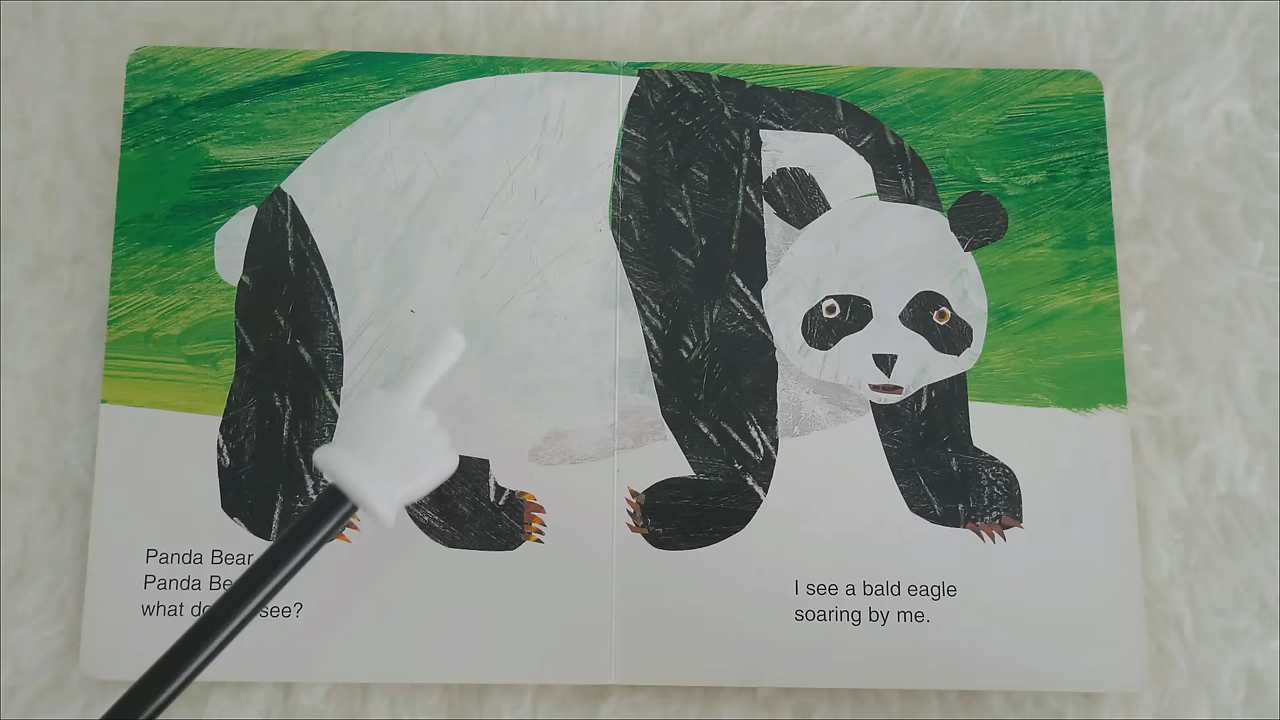 Panda Bear
Panda Be
what do see?
I see a bald eagle
soaring by me.